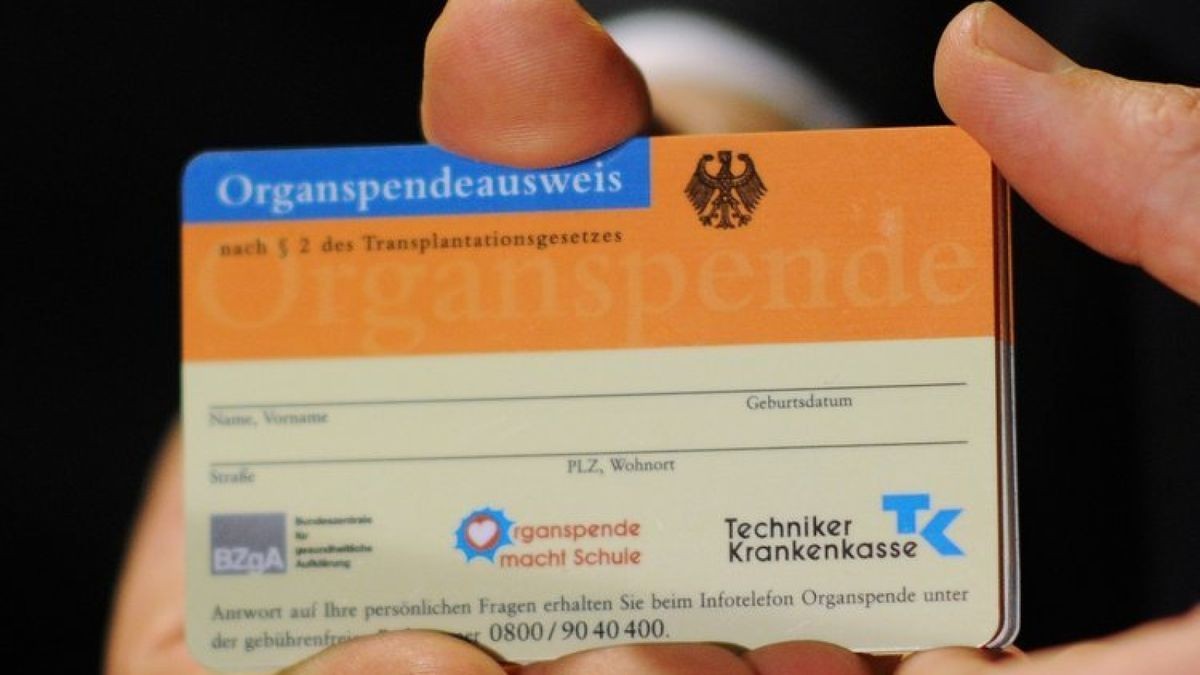 Organspendeausweis
nach § 2 des Transplantationsgesetzes
Organspende
Geburtsdatum
Name, Vorname
PLZ, Wohnort
Straße
BZgA
Bundeszentrale
für
gesundheitliche
Aufklärung
Organspende
macht Schule
Techniker
Krankenkasse
TK
Antwort auf Ihre persönlichen Fragen erhalten Sie beim Infotelefon Organspende unter
der gebührenfreien 0800/90 40 400.